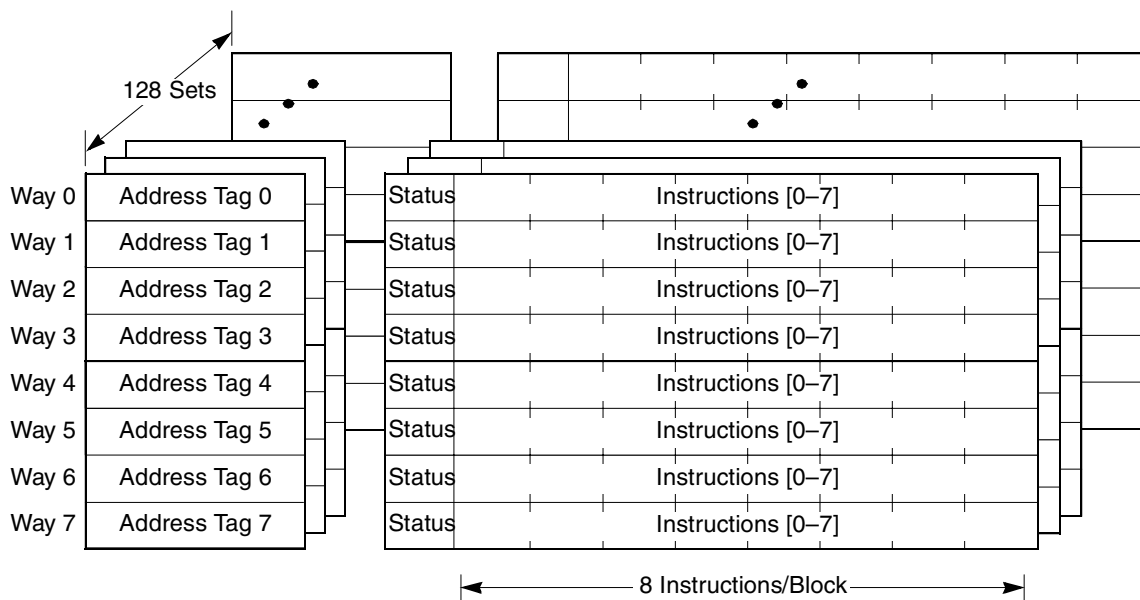 128 Sets
Way 0 Address Tag 0 Status Instructions [0–7]
Way 1 Address Tag 1 Status Instructions [0–7]
Way 2 Address Tag 2 Status Instructions [0–7]
Way 3 Address Tag 3 Status Instructions [0–7]
Way 4 Address Tag 4 Status Instructions [0–7]
Way 5 Address Tag 5 Status Instructions [0–7]
Way 6 Address Tag 6 Status Instructions [0–7]
Way 7 Address Tag 7 Status Instructions [0–7]
8 Instructions/Block